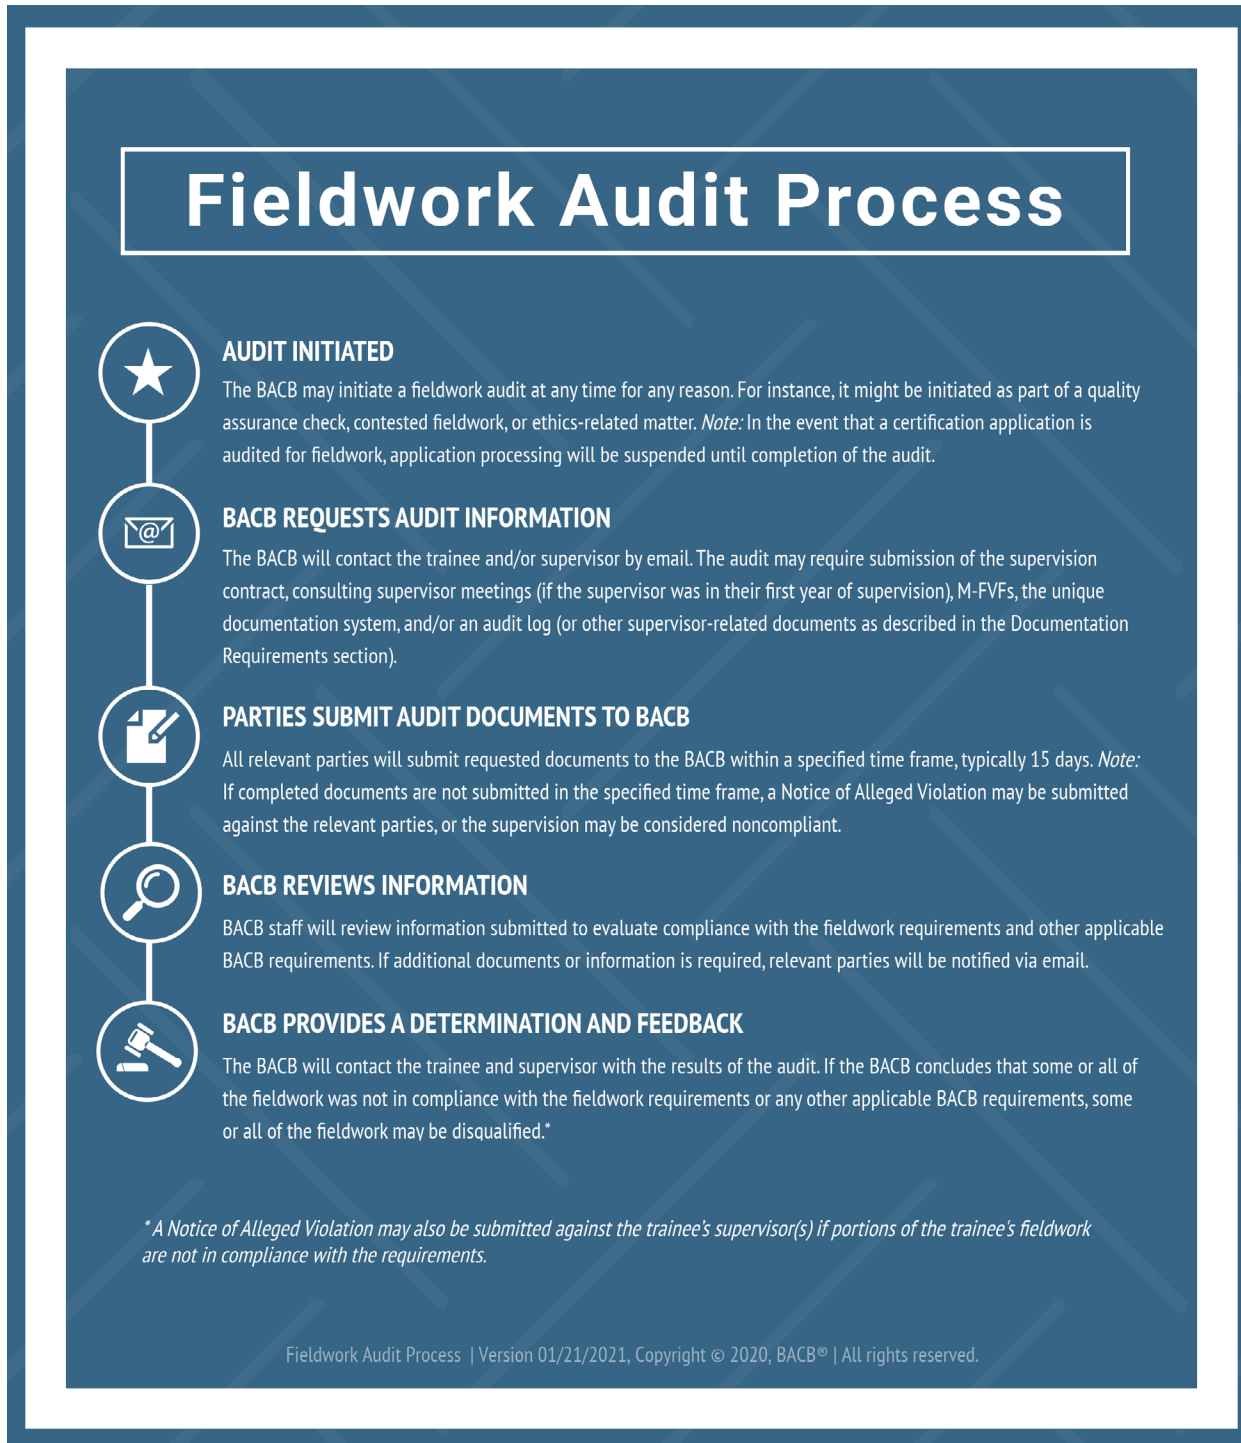 Fieldwork Audit Process
AUDIT INITIATED
The BACB may initiate a fieldwork audit at any time for any reason. For instance, it might be initiated as part of a quality
assurance check, contested fieldwork, or ethics-related matter. Note: In the event that a certification application is
audited for fieldwork, application processing will be suspended until completion of the audit.
@
BACB REQUESTS AUDIT INFORMATION
The BACB will contact the trainee and/or supervisor by email. The audit may require submission of the supervision
contract, consulting supervisor meetings (if the supervisor was in their first year of supervision), M-FVFs, the unique
documentation system, and/or an audit log (or other supervisor-related documents as described in the Documentation
Requirements section).
PARTIES SUBMIT AUDIT DOCUMENTS TO BACB
All relevant parties will submit requested documents to the BACB within a specified time frame, typically 15 days. Note:
If completed documents are not submitted in the specified time frame, a Notice of Alleged Violation may be submitted
against the relevant parties, or the supervision may be considered noncompliant.
BACB REVIEWS INFORMATION
BACB staff will review information submitted to evaluate compliance with the fieldwork requirements and other applicable
BACB requirements. If additional documents or information is required, relevant parties will be notified via email.
BACB PROVIDES A DETERMINATION AND FEEDBACK
The BACB will contact the trainee and supervisor with the results of the audit. If the BACB concludes that some or all of
the fieldwork was not in compliance with the fieldwork requirements or any other applicable BACB requirements, some
or all of the fieldwork may be disqualified.*
* A Notice of Alleged Violation may also be submitted against the trainee's supervisor(s) if portions of the trainee's fieldwork
are not in compliance with the requirements.
Fieldwork Audit Process | Version 01/21/2021, Copyright © 2020, BACB® | All rights reserved.